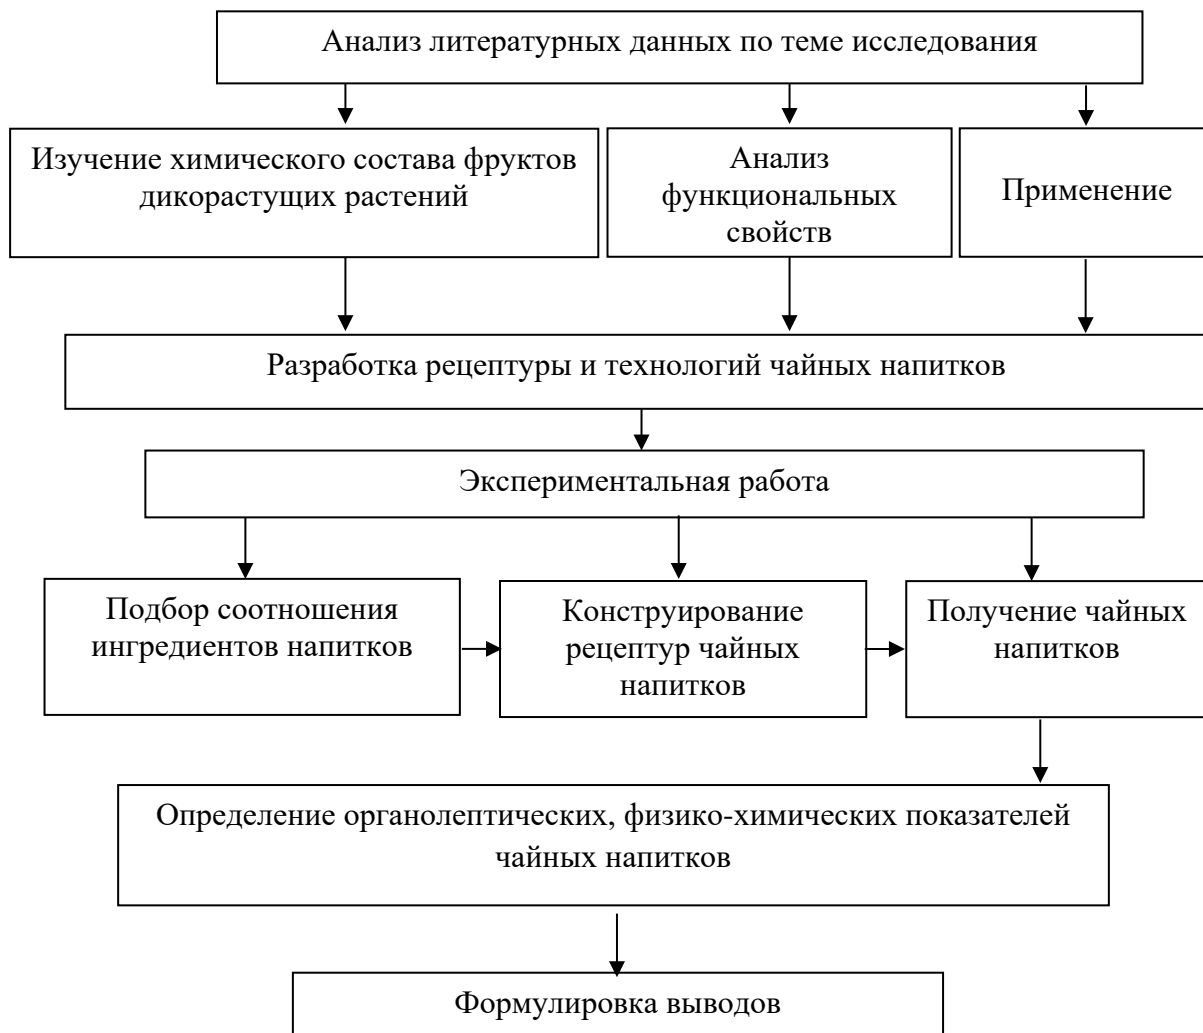 Анализ литературных данных по теме исследования
Изучение химического состава фруктов
дикорастущих растений
Анализ
функциональных
свойств
Применение
Разработка рецептуры и технологий чайных напитков
Экспериментальная работа
Подбор соотношения
ингредиентов напитков
Конструирование
рецептур чайных
напитков
Получение чайных
напитков
Определение органолептических, физико-химических показателей
чайных напитков
Формулировка выводов